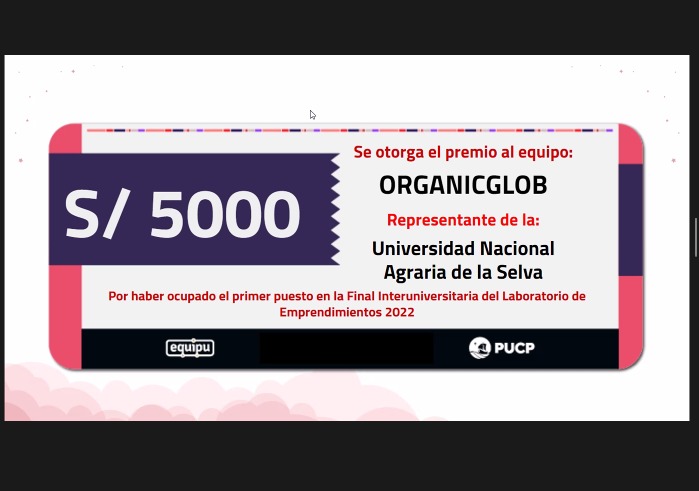 Se otorga el premio al equipo:
S/ 5000
ORGANICGLOB
Representante de la:
Universidad Nacional
Agraria de la Selva
Por haber ocupado el primer puesto en la Final Interuniversitaria del Laboratorio de
Emprendimientos 2022
equipu
PUCP